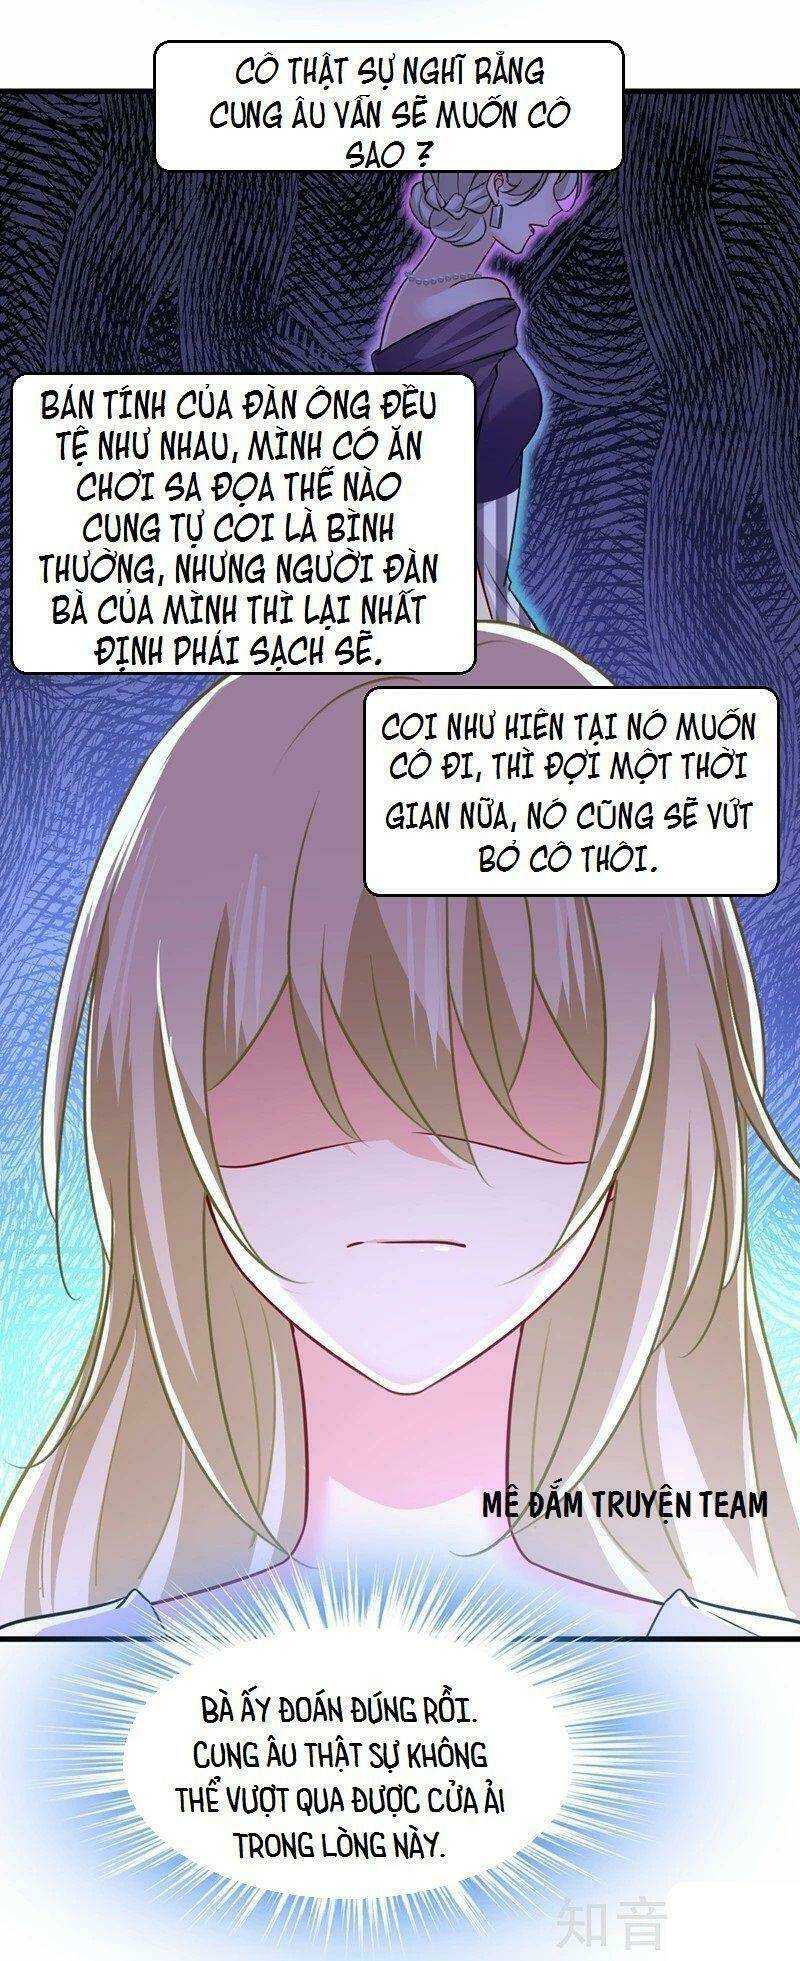 CÔ THẬT SỰ NGHĨ RẰNG
CUNG ÂU VẪN SẼ MUỐN CÔ
SAO ?
BẢN TÍNH CỦA ĐÀN ÔNG ĐỀU
TỆ NHƯ NHAU, MÌNH CÓ ĂN
CHƠI SA ĐỌA THẾ NÀO
CUNG TỰ COI LÀ BÌNH
THƯỜNG, NHƯNG NGƯỜI ĐÀN
BÀ CỦA MÌNH THÌ LẠI NHẤT
ĐỊNH PHẢI SẠCH SẼ.
COI NHƯ HIÊN TẠI NÓ MUỐN
CÔ ĐI, THÌ ĐỢI MỘT THỜI
GIAN NỮA, NÓ CŨNG SẼ VỨT
BỎ CÔ THÔI.
MÊ ĐẮM TRUYỆN TEAM
BÀ ẤY ĐOÁN ĐÚNG RỒI.
CUNG ÂU THẬT SỰ KHÔNG
THỂ VƯỢT QUA ĐƯỢC CỬA ẢI
TRONG LÒNG NÀY.
知音